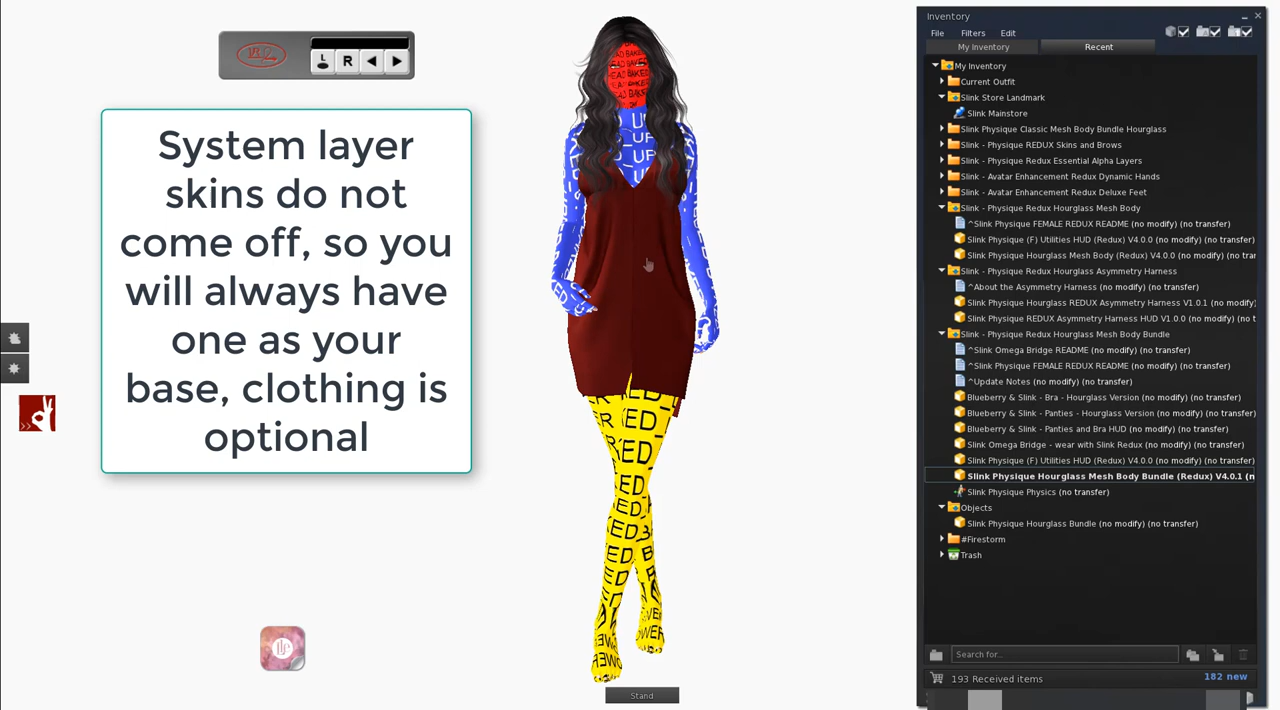 L
R
System layer
skins do not
come off, so you
will always have
one as your
base, clothing is
optional
Stand
Inventory
File Filters Edit
My Inventory Recent
My Inventory
Current Outfit
Slink Store Landmark
Slink Mainstore
Slink Physique Classic Mesh Body Bundle Hourglass
Slink - Physique REDUX Skins and Brows
Slink - Physique Redux Essential Alpha Layers
Slink - Avatar Enhancement Redux Dynamic Hands
Slink - Avatar Enhancement Redux Deluxe Feet
Slink - Physique Redux Hourglass Mesh Body
^Slink Physique FEMALE REDUX README (no modify) (no transfer)
Slink Physique (F) Utilities HUD (Redux) V4.0.0 (no modify) (no transfer)
Slink Physique Hourglass Mesh Body (Redux) V4.0.0 (no modify) (no trar
Slink - Physique Redux Hourglass Asymmetry Harness
^About the Asymmetry Harness (no modify) (no transfer)
Slink Physique Hourglass REDUX Asymmetry Harness V1.0.1 (no modify)
Slink Physique REDUX Asymmetry Harness HUD V1.0.0 (no modify) (no t
Slink - Physique Redux Hourglass Mesh Body Bundle
^Slink Omega Bridge README (no modify) (no transfer)
^Slink Physique FEMALE REDUX README (no modify) (no transfer)
^Update Notes (no modify) (no transfer)
Blueberry & Slink - Bra - Hourglass Version (no modify) (no transfer)
Blueberry & Slink - Panties - Hourglass Version (no modify) (no transfer)
Blueberry & Slink - Panties and Bra HUD (no modify) (no transfer)
Slink Omega Bridge - wear with Slink Redux (no modify) (no transfer)
Slink Physique (F) Utilities HUD (Redux) V4.0.0 (no modify) (no transfer)
Slink Physique Hourglass Mesh Body Bundle (Redux) V4.0.1 (n
Slink Physique Physics (no transfer)
Objects
Slink Physique Hourglass Bundle (no modify) (no transfer)
#Firestorm
Trash
Search for...
193 Received items 182 new